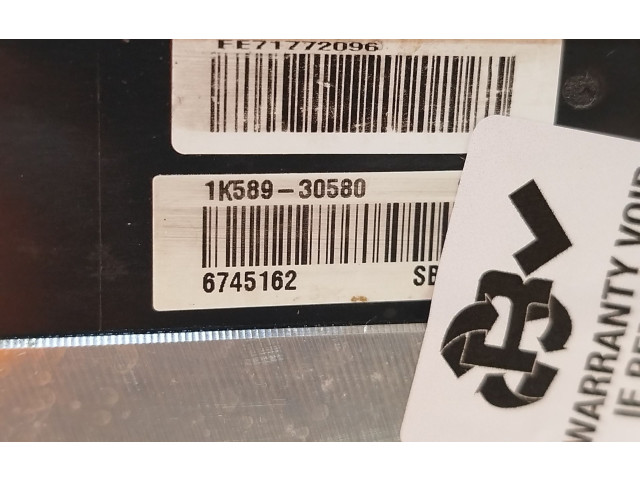 FE71772096
1K589-30580
6745162 SB
WARRANTY VOID
IF RE